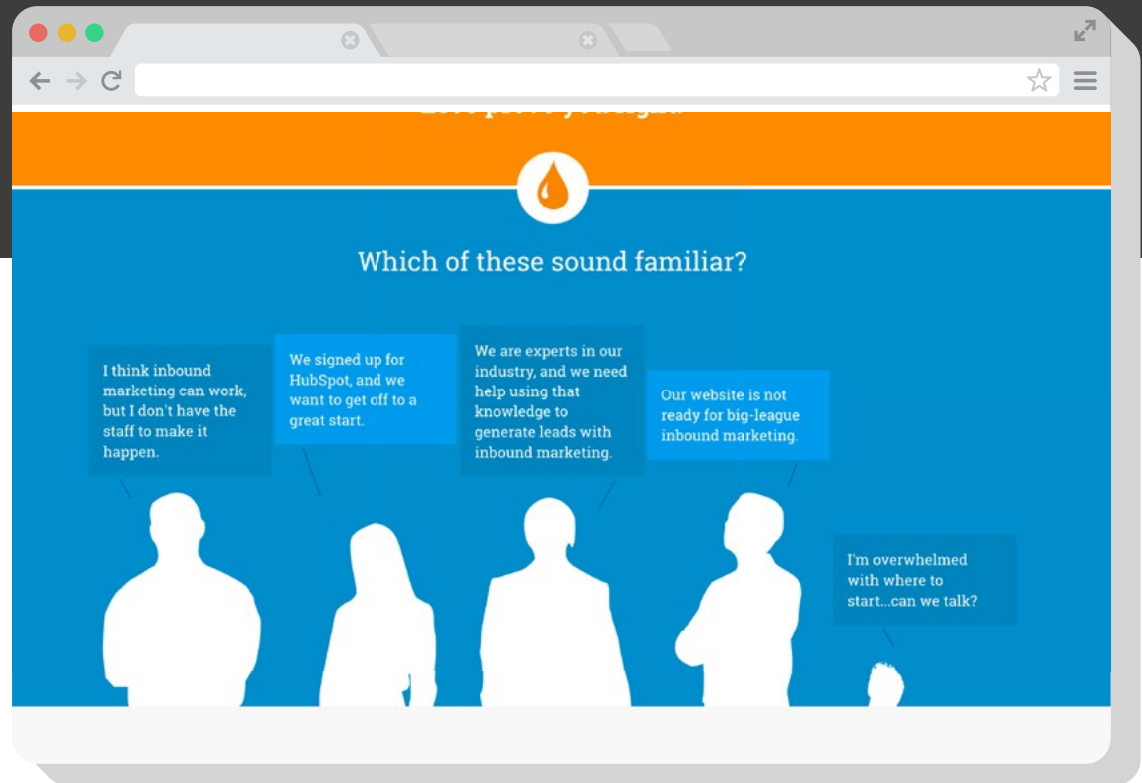 Which of these sound familiar?
I think inbound
marketing can work,
but I don't have the
staff to make it
happen.
We signed up for
HubSpot, and we
want to get off to a
great start.
We are experts in our
industry, and we need
help using that
knowledge to
generate leads with
inbound marketing.
Our website is not
ready for big-league
inbound marketing.
I'm overwhelmed
with where to
start...can we talk?